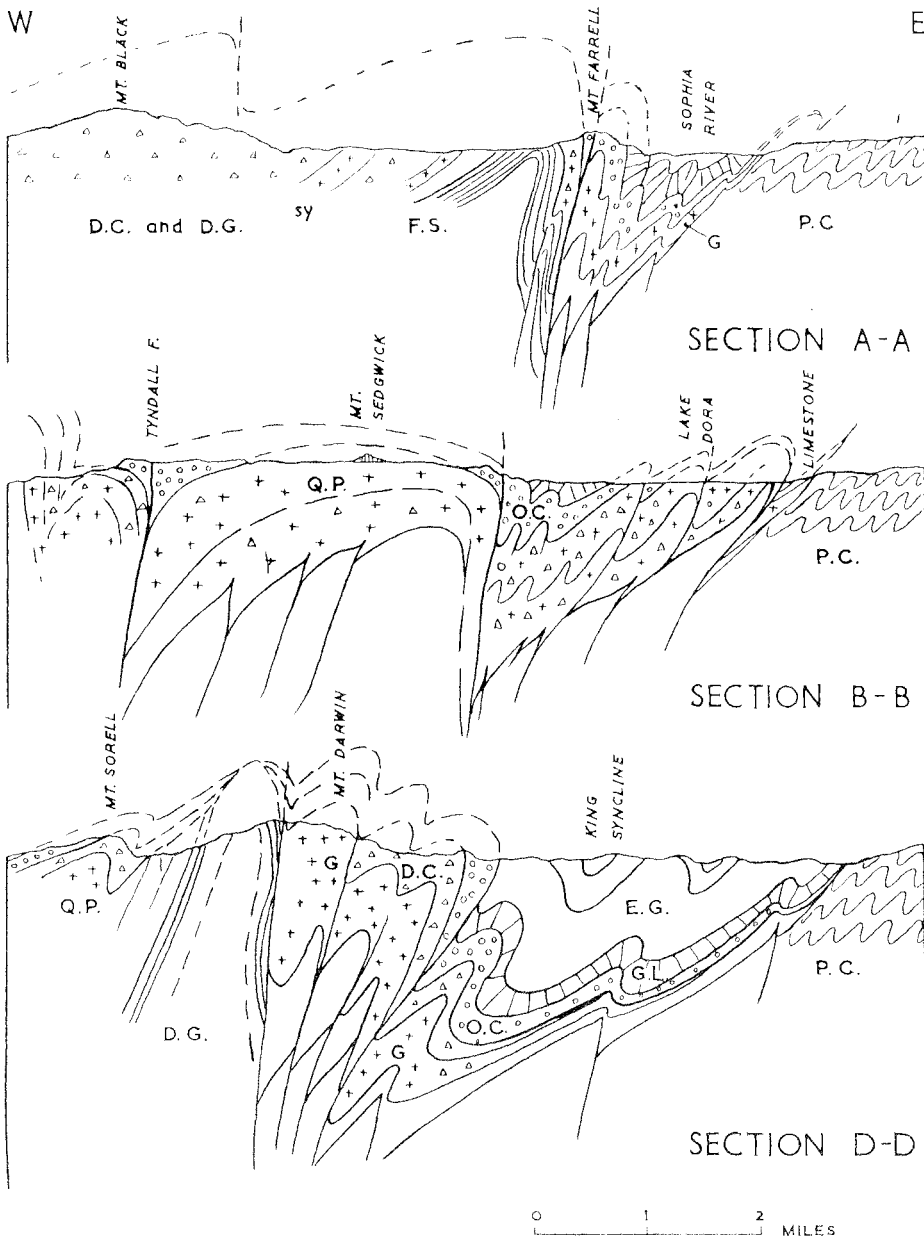 W
E
MT. BLACK
MT FARRELL
SOPHIA
RIVER
D.C. and D.G.
sy
F.S.
G
P.C
SECTION A-A
TYNDALL F.
MT.
SEDGWICK
LAKE
DORA
LIMESTONE
Q.P.
O.C.
P.C.
SECTION B-B
MT. SORELL
MT. DARWIN
KING
SYNCLINE
Q.P.
G
D.C.
E.G.
G.L.
P.C.
D.G.
O.C.
G
SECTION D-D
0 1 2
MILES